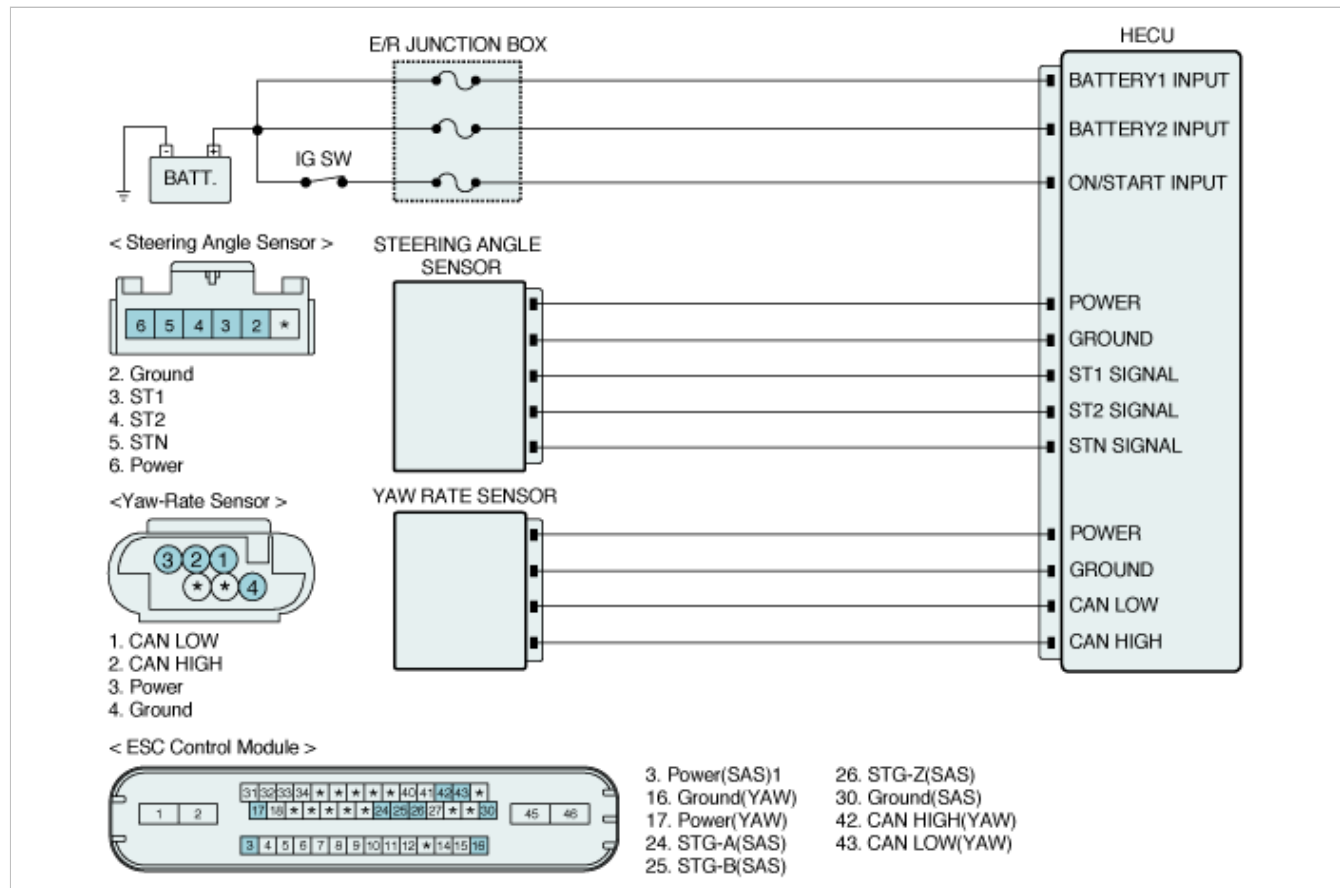 E/R JUNCTION BOX
HECU
BATTERY1 INPUT
BATTERY2 INPUT
IG SW
- +
BATT.
ON/START INPUT
< Steering Angle Sensor >
STEERING ANGLE
SENSOR
6 5 4 3 2 *
2. Ground
3. ST1
4. ST2
5. STN
6. Power
POWER
GROUND
ST1 SIGNAL
ST2 SIGNAL
STN SIGNAL
<Yaw-Rate Sensor >
YAW RATE SENSOR
3 2 1
* * 4
1. CAN LOW
2. CAN HIGH
3. Power
4. Ground
POWER
GROUND
CAN LOW
CAN HIGH
< ESC Control Module >
31 32 33 34 * * * * * 40 41 42 43 *
1 2
17 18 * * * * * 24 25 26 27 * * 30
45 46
3 4 5 6 7 8 9 10 11 12 * 14 15 16
3. Power(SAS)1
16. Ground(YAW)
17. Power(YAW)
24. STG-A(SAS)
25. STG-B(SAS)
26. STG-Z(SAS)
30. Ground(SAS)
42. CAN HIGH(YAW)
43. CAN LOW(YAW)